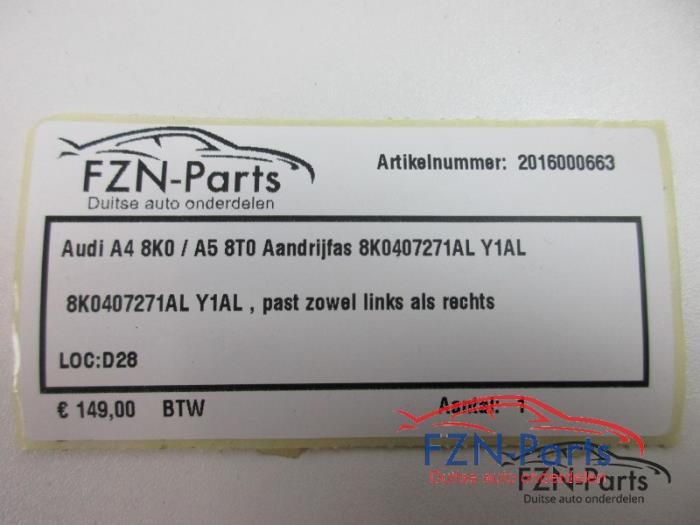 FZN-Parts
Duitse auto onderdelen
Artikelnummer: 2016000663
Audi A4 8K0 / A5 8T0 Aandrijfas 8K0407271AL Y1AL
8K0407271AL Y1AL , past zowel links als rechts
LOC:D28
€ 149,00 BTW
Aantal: 1
FZN-Parts
Duitse auto onderdelen
FZN-Parts
Duitse auto onderdelen